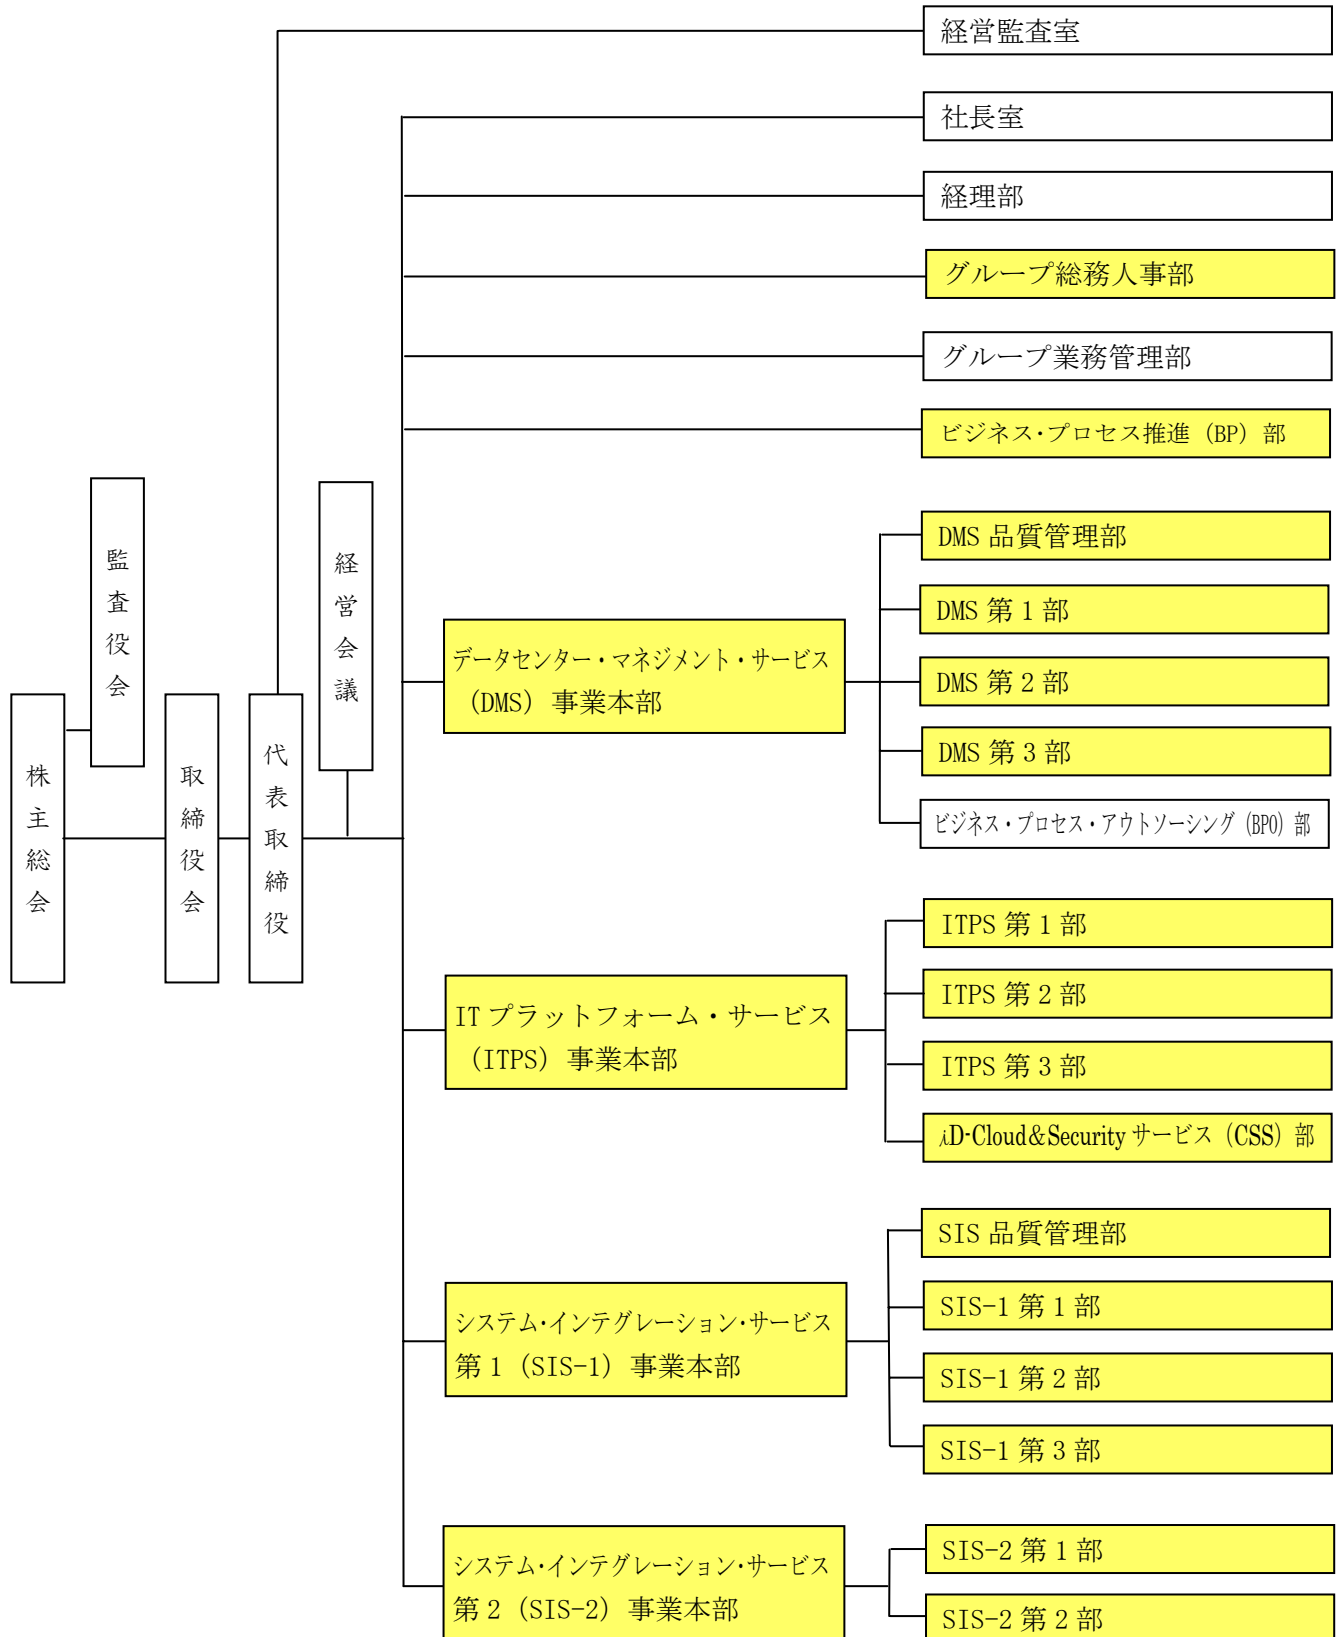 経営監査室
社長室
経理部
グループ総務人事部
グループ業務管理部
ビジネス・プロセス推進（BP）部
株主総会
監査役会
取締役会
代表取締役
経営会議
データセンター・マネジメント・サービス
（DMS）事業本部
DMS 品質管理部
DMS 第 1 部
DMS 第 2 部
DMS 第 3 部
ビジネス・プロセス・アウトソーシング（BPO）部
IT プラットフォーム・サービス
（ITPS）事業本部
ITPS 第 1 部
ITPS 第 2 部
ITPS 第 3 部
iD-Cloud&Security サービス（CSS）部
システム・インテグレーション・サービス
第 1（SIS-1）事業本部
SIS 品質管理部
SIS-1 第 1 部
SIS-1 第 2 部
SIS-1 第 3 部
システム・インテグレーション・サービス
第 2（SIS-2）事業本部
SIS-2 第 1 部
SIS-2 第 2 部